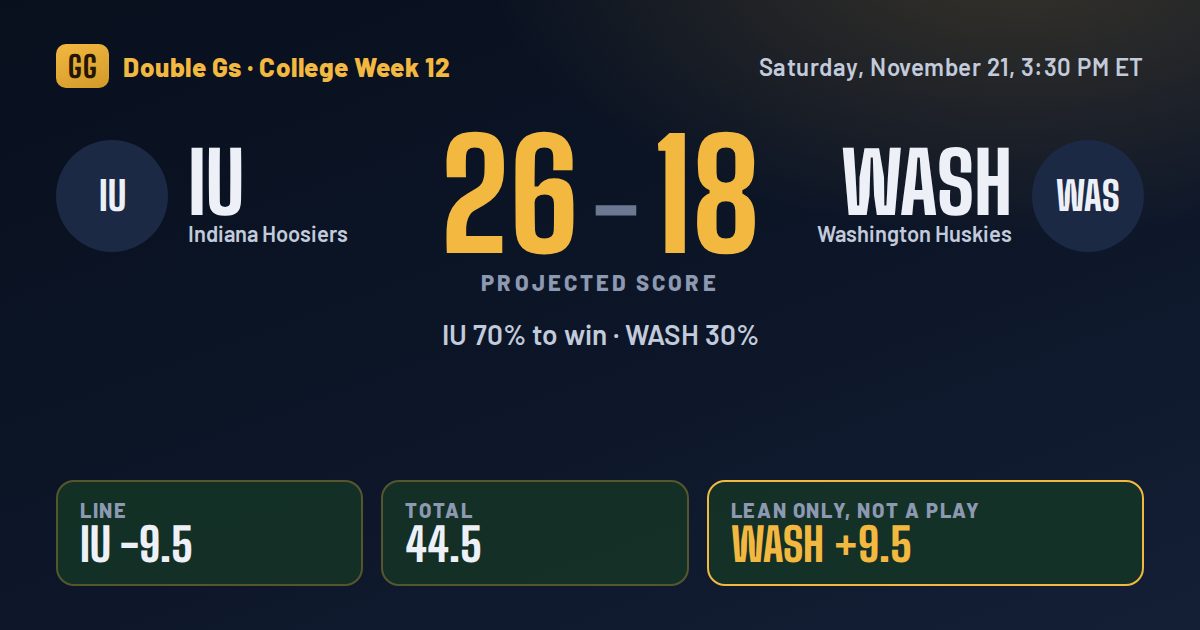 GG
Double Gs · College Week 12
Saturday, November 21, 3:30 PM ET
IU
IU
Indiana Hoosiers
26 – 18
PROJECTED SCORE
IU 70% to win · WASH 30%
WASH
Washington Huskies
WAS
LINE
IU −9.5
TOTAL
44.5
LEAN ONLY, NOT A PLAY
WASH +9.5